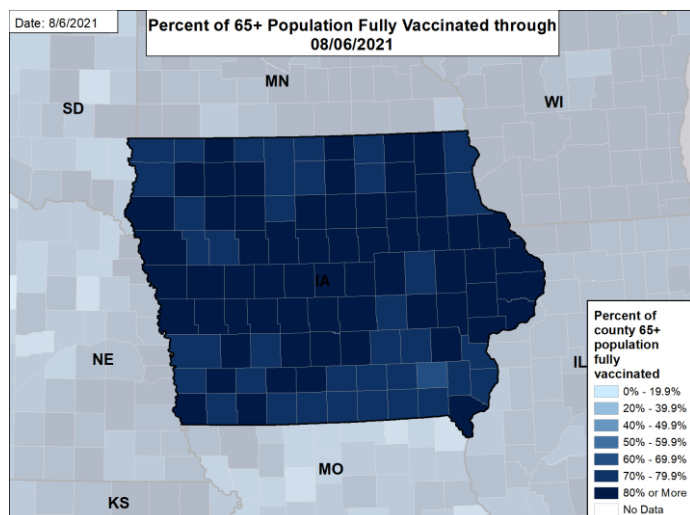 Date: 8/6/2021
Percent of 65+ Population Fully Vaccinated through
08/06/2021
MN
SD
WI
IA
NE
IL
MO
KS
Percent of
county 65+
population
fully
vaccinated
0% - 19.9%
20% - 39.9%
40% - 49.9%
50% - 59.9%
60% - 69.9%
70% - 79.9%
80% or More
No Data